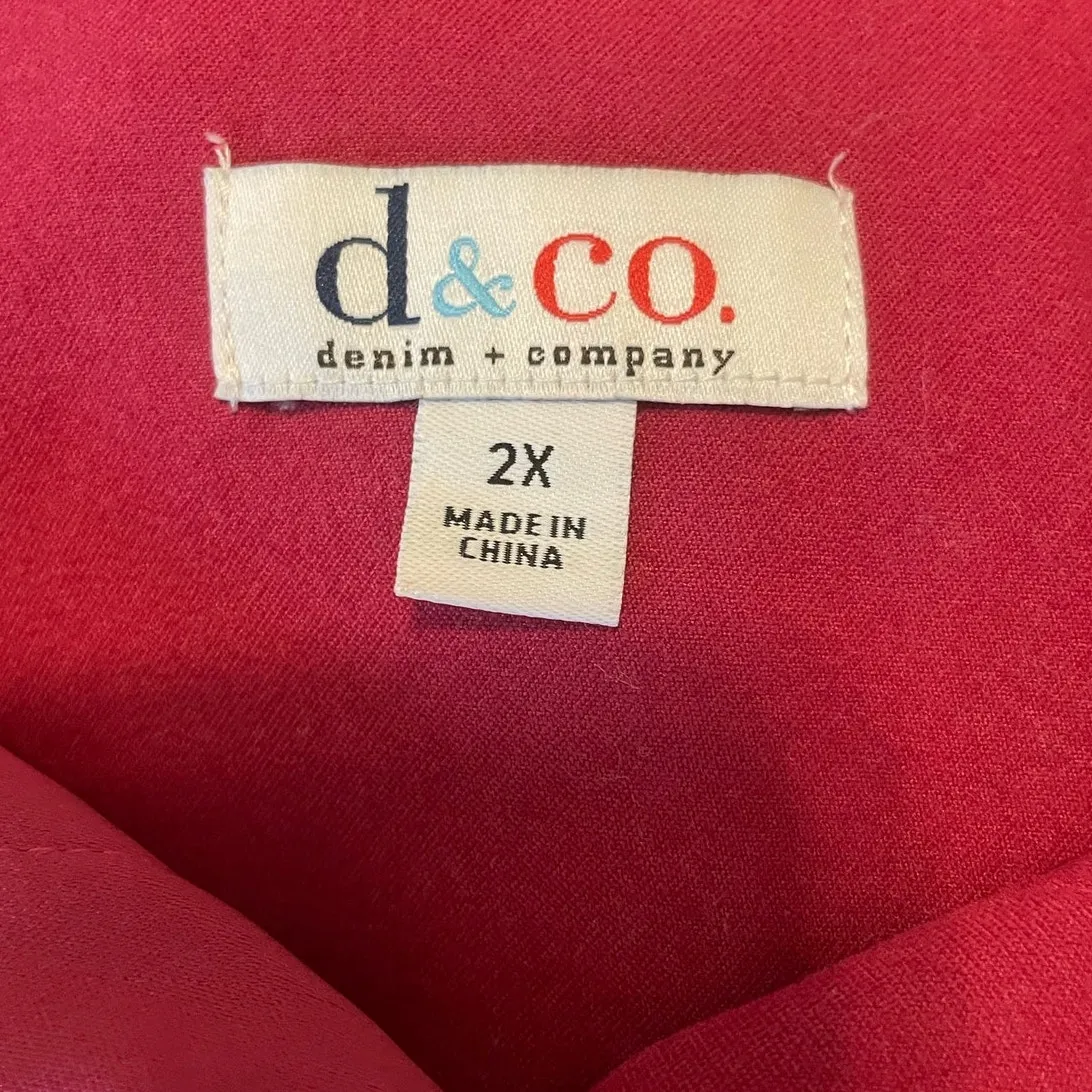 d&co.
denim + company
2X
MADE IN
CHINA